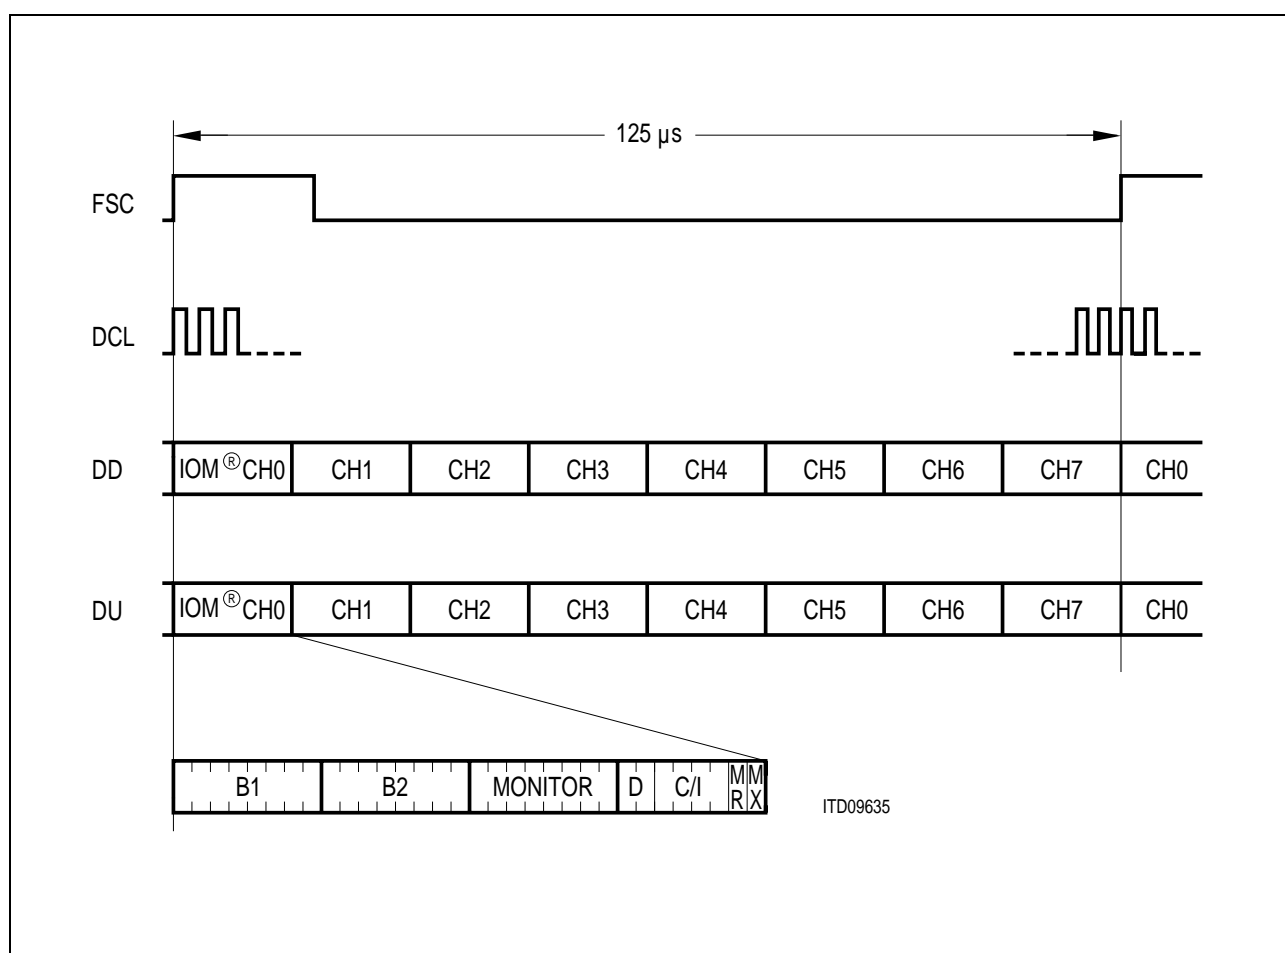 125 µs
FSC
DCL
DD IOM®CH0 CH1 CH2 CH3 CH4 CH5 CH6 CH7 CH0
DU IOM®CH0 CH1 CH2 CH3 CH4 CH5 CH6 CH7 CH0
B1 B2 MONITOR D C/I MR MX
ITD09635